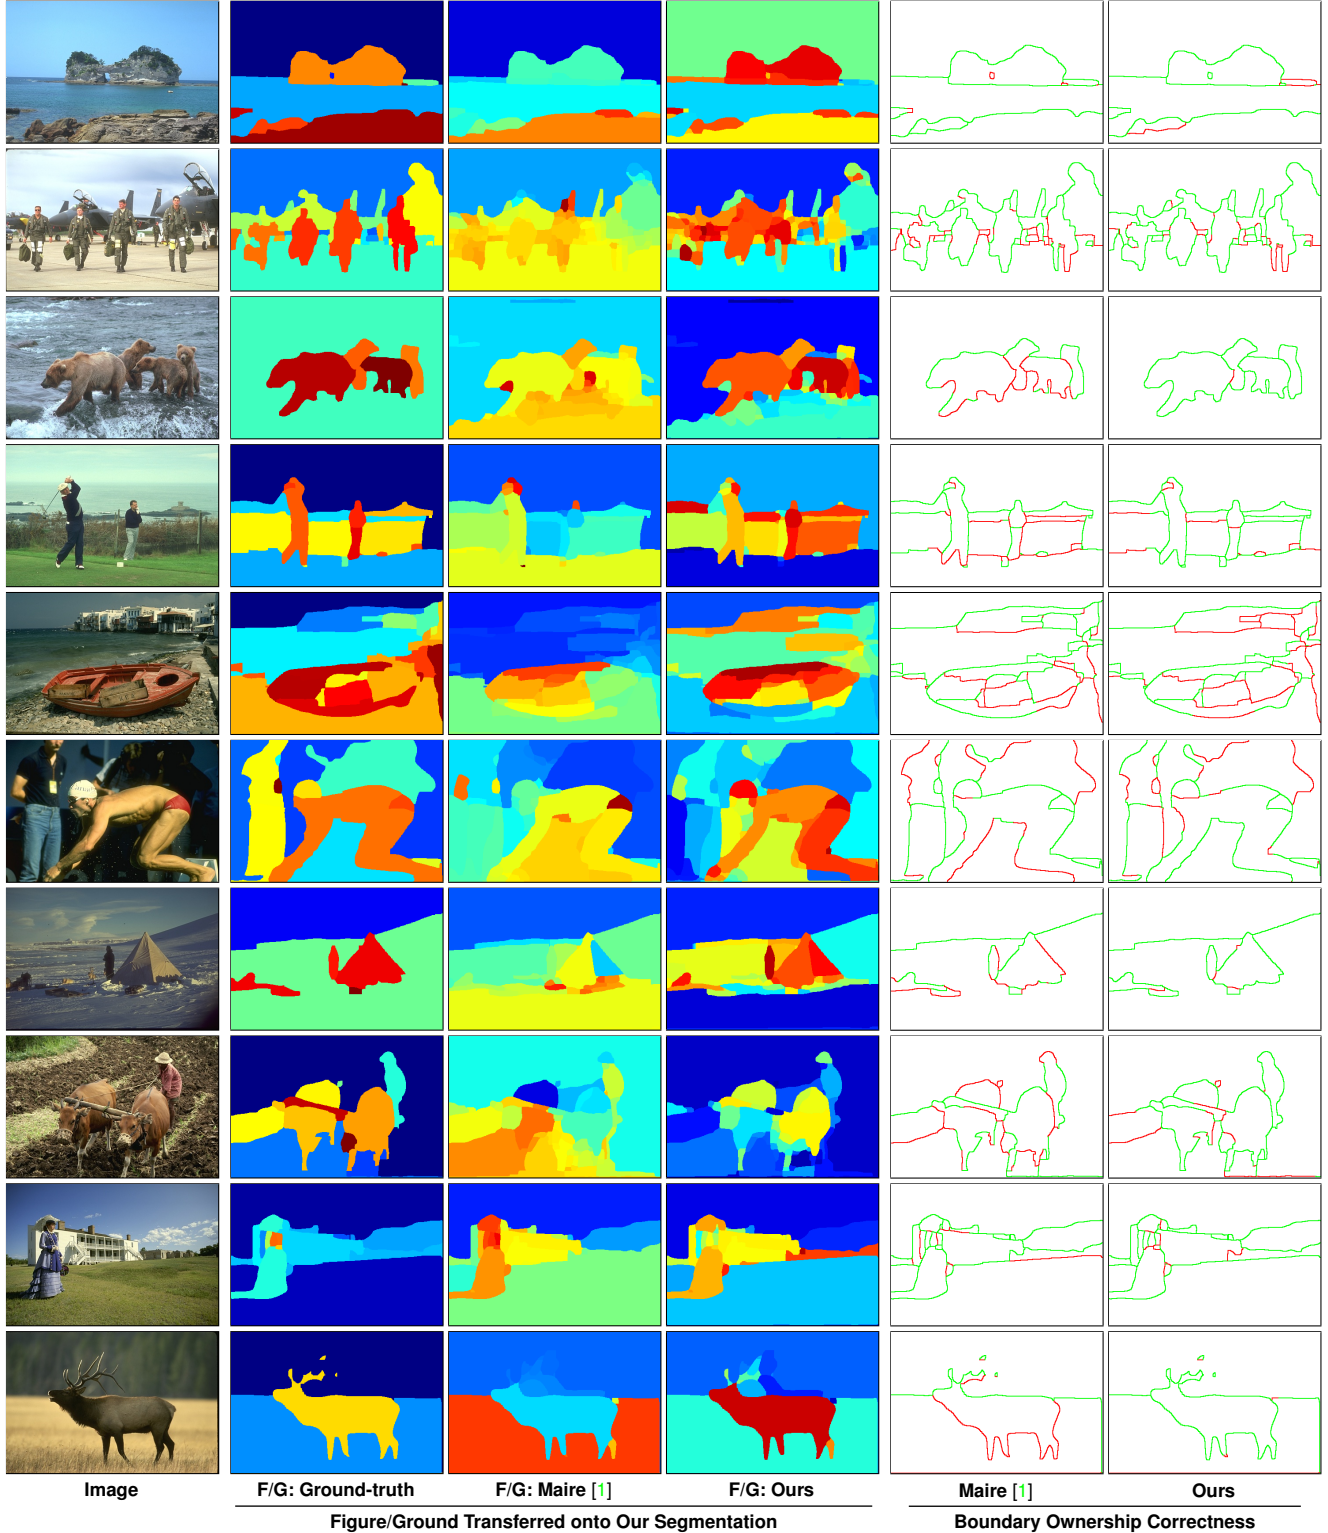 Image
F/G: Ground-truth
F/G: Maire [1]
F/G: Ours
Maire [1]
Ours
Figure/Ground Transferred onto Our Segmentation
Boundary Ownership Correctness